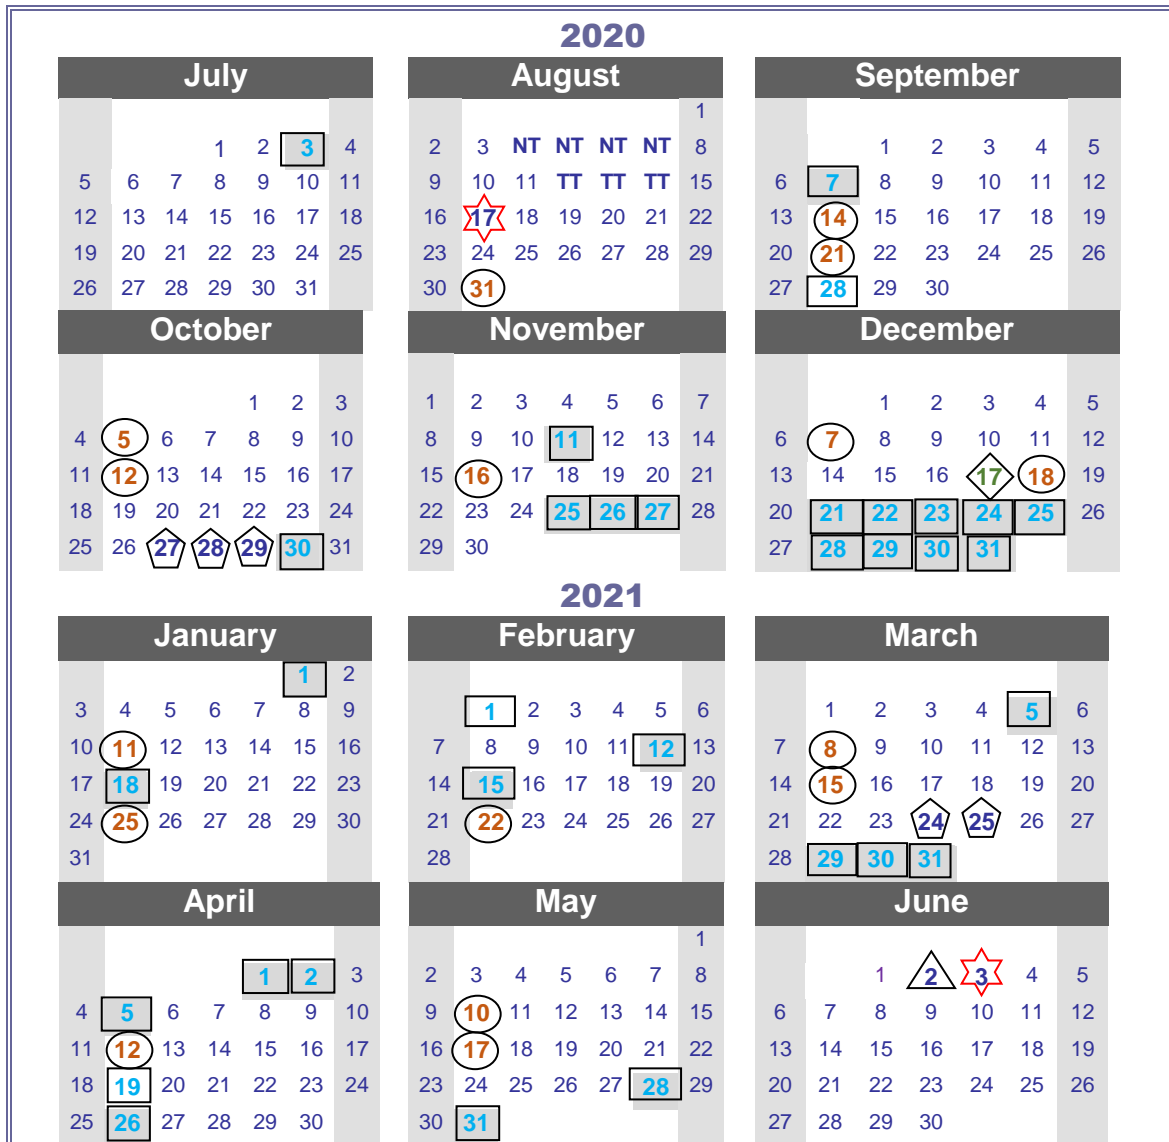 2020
July August September
1
1 2 3 4 2 3 NT NT NT NT 8 1 2 3 4 5
5 6 7 8 9 10 11 9 10 11 TT TT TT 15 6 7 8 9 10 11 12
12 13 14 15 16 17 18 16 17 18 19 20 21 22 13 14 15 16 17 18 19
19 20 21 22 23 24 25 23 24 25 26 27 28 29 20 21 22 23 24 25 26
26 27 28 29 30 31 30 31 27 28 29 30
October November December
1 2 3 1 2 3 4 5 6 7 1 2 3 4 5
4 5 6 7 8 9 10 8 9 10 11 12 13 14 6 7 8 9 10 11 12
11 12 13 14 15 16 17 15 16 17 18 19 20 21 13 14 15 16 17 18 19
18 19 20 21 22 23 24 22 23 24 25 26 27 28 20 21 22 23 24 25 26
25 26 27 28 29 30 31 29 30 27 28 29 30 31
2021
January February March
1 2
3 4 5 6 7 8 9 1 2 3 4 5 6 1 2 3 4 5 6
10 11 12 13 14 15 16 7 8 9 10 11 12 13 7 8 9 10 11 12 13
17 18 19 20 21 22 23 14 15 16 17 18 19 20 14 15 16 17 18 19 20
24 25 26 27 28 29 30 21 22 23 24 25 26 27 21 22 23 24 25 26 27
31 28 28 29 30 31
April May June
1
1 2 3 2 3 4 5 6 7 8 1 2 3 4 5
4 5 6 7 8 9 10 9 10 11 12 13 14 15 6 7 8 9 10 11 12
11 12 13 14 15 16 17 16 17 18 19 20 21 22 13 14 15 16 17 18 19
18 19 20 21 22 23 24 23 24 25 26 27 28 29 20 21 22 23 24 25 26
25 26 27 28 29 30 30 31 27 28 29 30